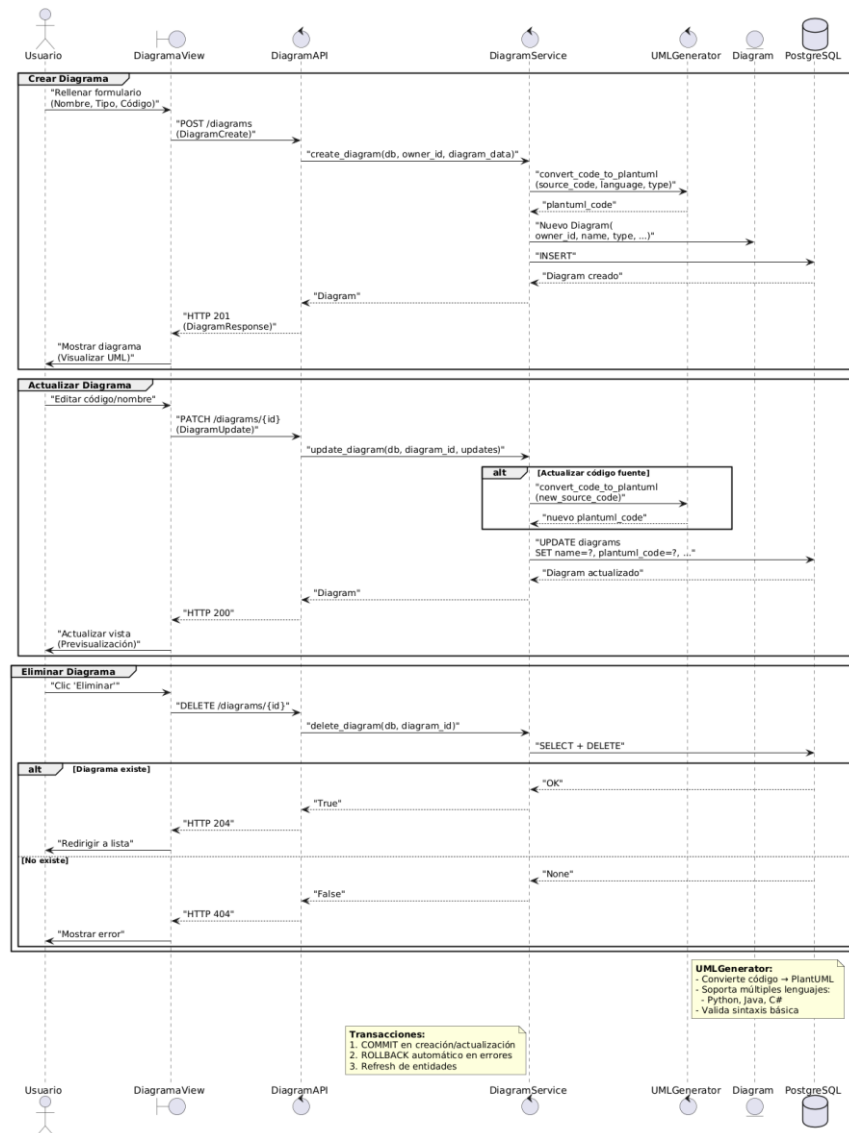 Usuario DiagramaView DiagramAPI DiagramService UMLGenerator Diagram PostgreSQL
Crear Diagrama
"Rellenar formulario
(Nombre, Tipo, Código)"
"POST /diagrams
(DiagramCreate)"
"create_diagram(db, owner_id, diagram_data)"
"convert_code_to_plantuml
(source_code, language, type)"
"plantuml_code"
"Nuevo Diagram(
owner_id, name, type, ...)"
"INSERT"
"Diagram creado"
"Diagram"
"HTTP 201
(DiagramResponse)"
"Mostrar diagrama
(Visualizar UML)"
Actualizar Diagrama
"Editar código/nombre"
"PATCH /diagrams/{id}
(DiagramUpdate)"
"update_diagram(db, diagram_id, updates)"
alt [Actualizar código fuente]
"convert_code_to_plantuml
(new_source_code)"
"nuevo plantuml_code"
"UPDATE diagrams
SET name=?, plantuml_code=?, ..."
"Diagram actualizado"
"Diagram"
"HTTP 200"
"Actualizar vista
(Previsualización)"
Eliminar Diagrama
"Clic 'Eliminar'"
"DELETE /diagrams/{id}"
"delete_diagram(db, diagram_id)"
"SELECT + DELETE"
alt [Diagrama existe]
"OK"
"True"
"HTTP 204"
"Redirigir a lista"
[No existe]
"None"
"False"
"HTTP 404"
"Mostrar error"
UMLGenerator:
- Convierte código → PlantUML
- Soporta múltiples lenguajes:
- Python, Java, C#
- Valida sintaxis básica
Transacciones:
1. COMMIT en creación/actualización
2. ROLLBACK automático en errores
3. Refresh de entidades
Usuario DiagramaView DiagramAPI DiagramService UMLGenerator Diagram PostgreSQL